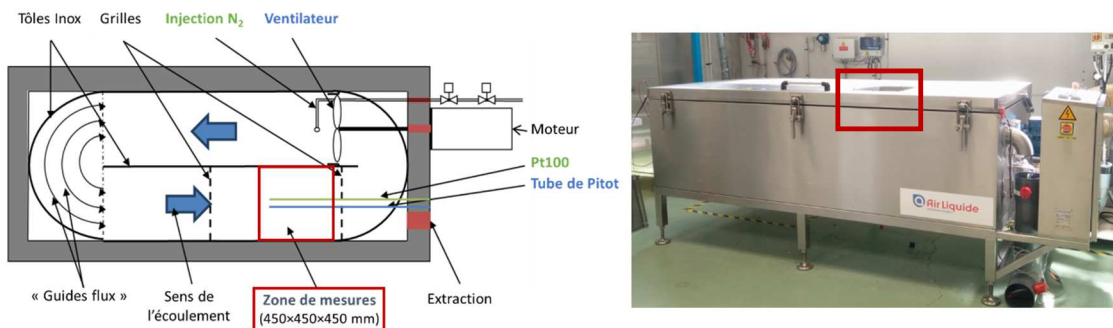 Tôles Inox Grilles Injection N₂ Ventilateur
Moteur
Pt100
Tube de Pitot
« Guides flux »
Sens de
l'écoulement
Zone de mesures
(450×450×450 mm)
Extraction
Air Liquide